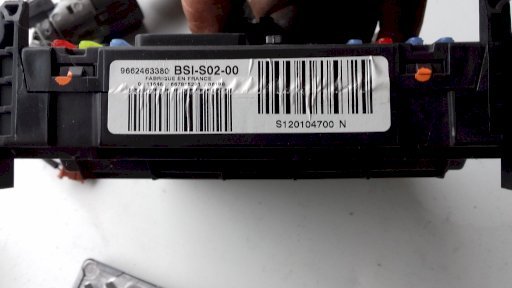 9662463380 BSI-S02-00
FABRIQUE EN FRANCE
S120104700 N